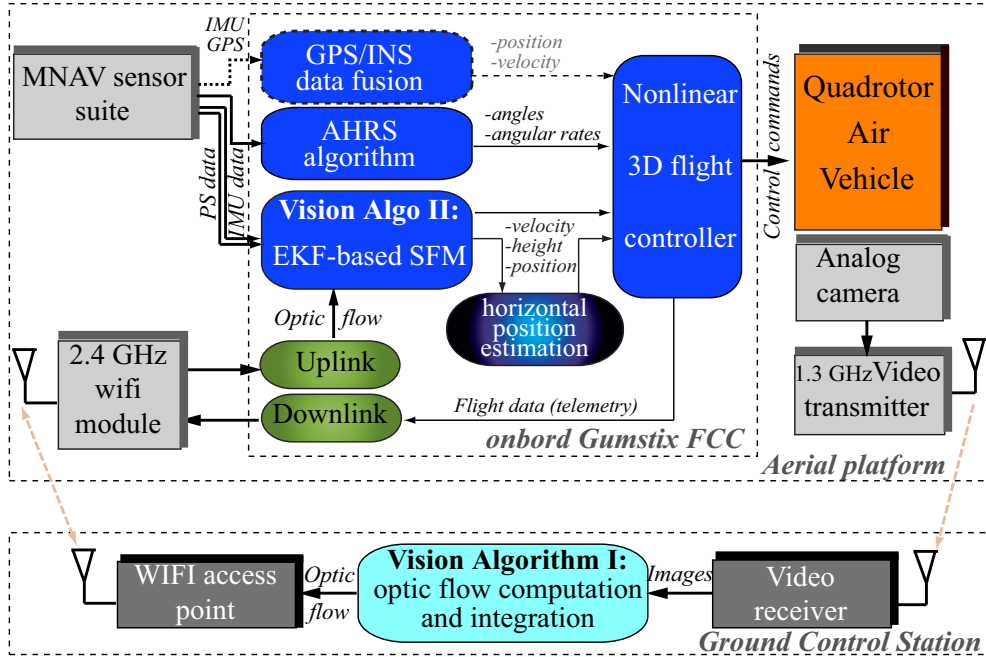 IMU
GPS
MNAV sensor
suite
GPS/INS
data fusion
-position
-velocity
AHRS
algorithm
-angles
-angular rates
PS data
IMU data
Vision Algo II:
EKF-based SFM
-velocity
-height
-position
Nonlinear
3D flight
controller
Control commands
Quadrotor
Air
Vehicle
Analog
camera
1.3 GHz Video
transmitter
horizontal
position
estimation
Optic flow
2.4 GHz
wifi
module
Uplink
Downlink
Flight data (telemetry)
onbord Gumstix FCC
Aerial platform
WIFI access
point
Optic
flow
Vision Algorithm I:
optic flow computation
and integration
Images
Video
receiver
Ground Control Station